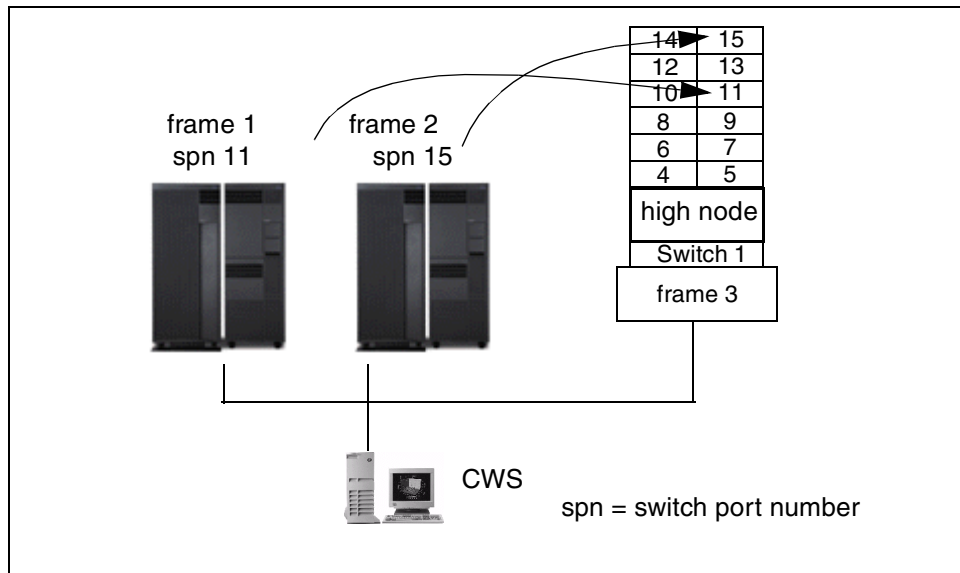 frame 1
spn 11
frame 2
spn 15
14 15
12 13
10 11
8 9
6 7
4 5
high node
Switch 1
frame 3
CWS
spn = switch port number